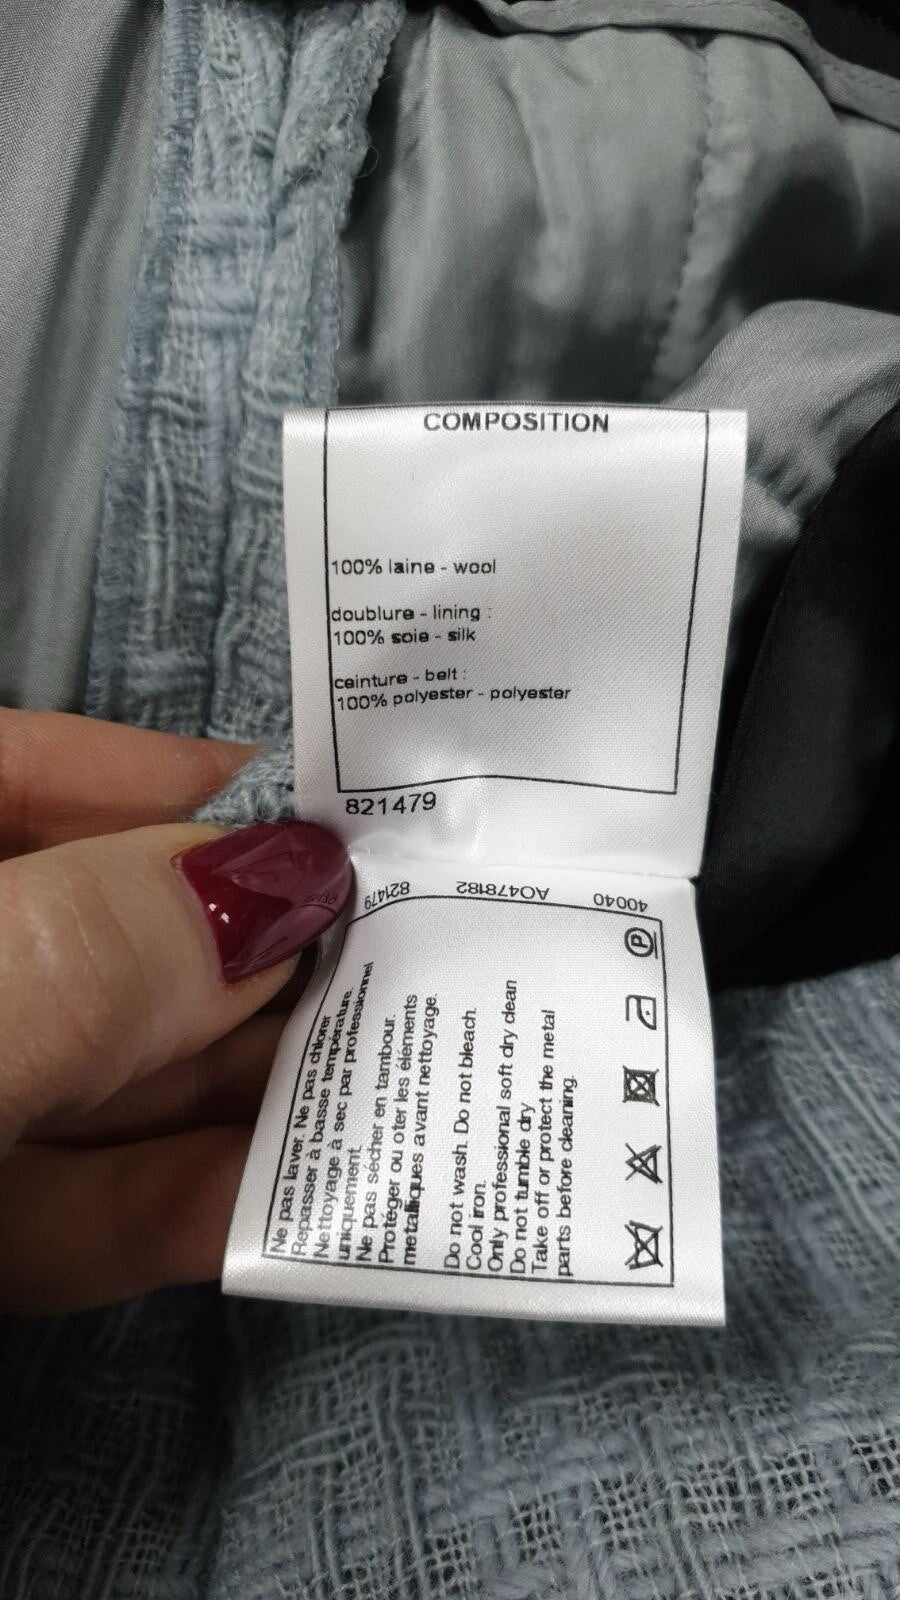 COMPOSITION
100% laine - wool
doublure - lining :
100% soie - silk
ceinture - belt :
100% polyester - polyester
821479
821479 AO478182 40040
Ne pas laver. Ne pas chlorer
Repasser à basse température.
Nettoyage à sec par professionnel
uniquement.
Ne pas sécher en tambour.
Protéger ou oter les éléments
metalliques avant nettoyage.
Do not wash. Do not bleach.
Cool iron.
Only professional soft dry clean
Do not tumble dry
Take off or protect the metal
parts before cleaning.
P